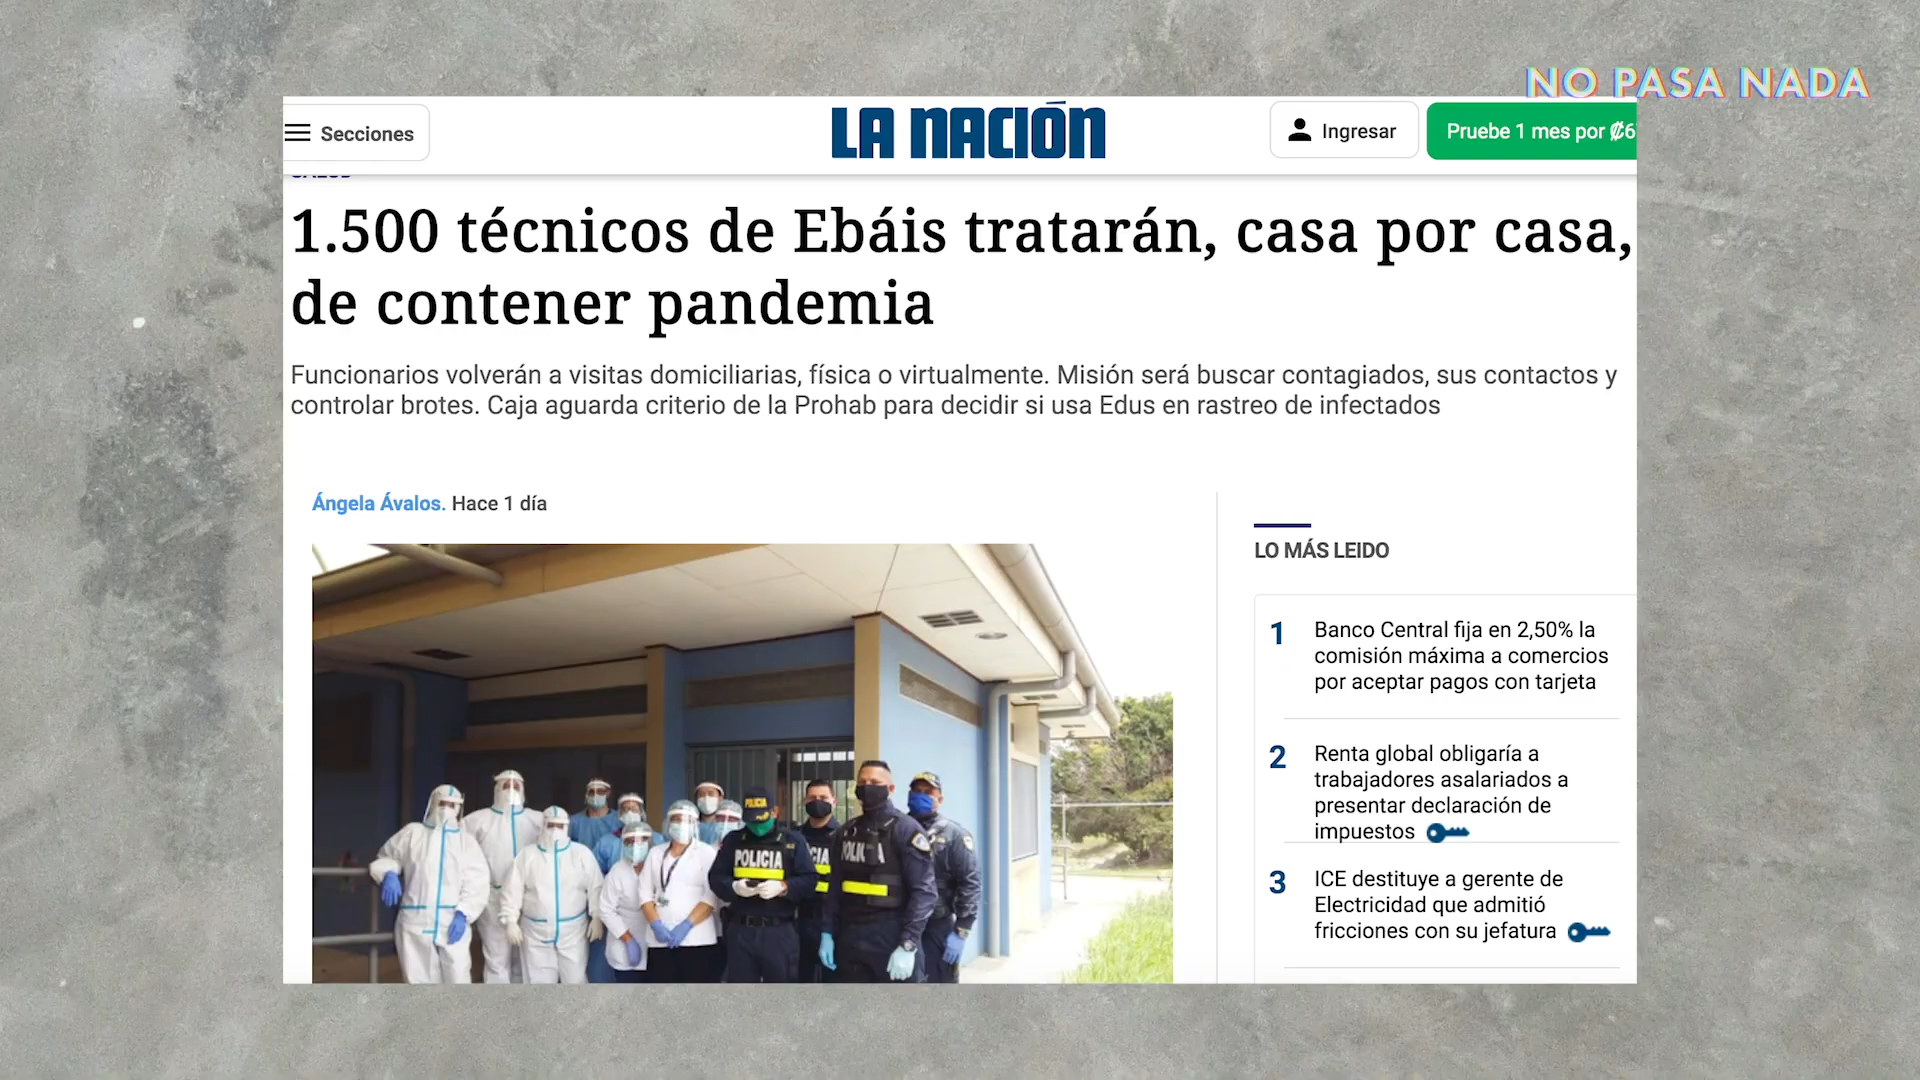 NO PASA NADA
Secciones
LA NACIÓN
Ingresar
Pruebe 1 mes por ₡6
SALUD
1.500 técnicos de Ebáis tratarán, casa por casa,
de contener pandemia
Funcionarios volverán a visitas domiciliarias, física o virtualmente. Misión será buscar contagiados, sus contactos y
controlar brotes. Caja aguarda criterio de la Prohab para decidir si usa Edus en rastreo de infectados
Ángela Ávalos. Hace 1 día
LO MÁS LEIDO
1 Banco Central fija en 2,50% la
comisión máxima a comercios
por aceptar pagos con tarjeta
2 Renta global obligaría a
trabajadores asalariados a
presentar declaración de
impuestos
3 ICE destituye a gerente de
Electricidad que admitió
fricciones con su jefatura
POLICIA
POLICIA